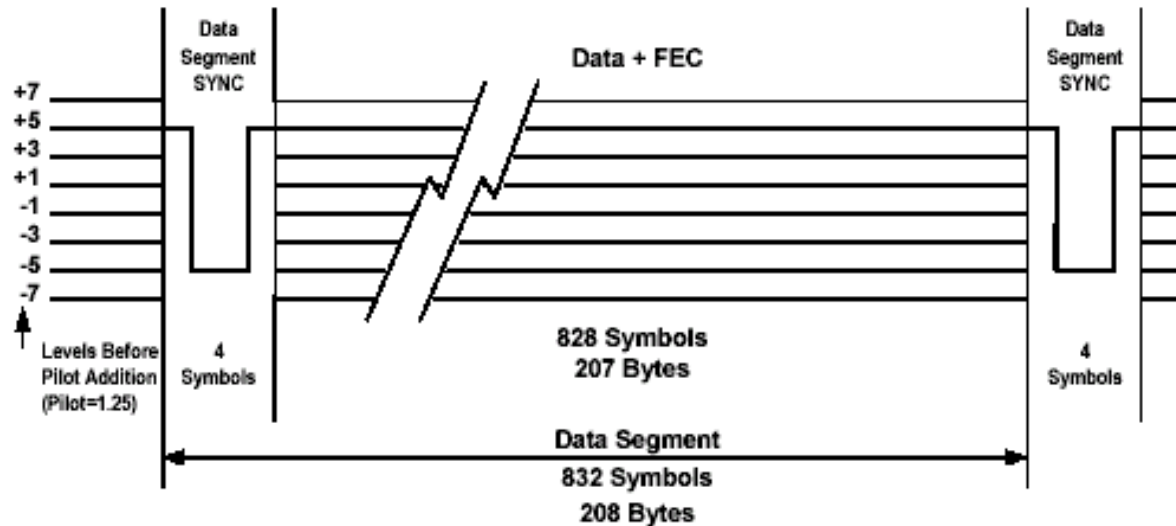 Data
Segment
SYNC
Data + FEC
Data
Segment
SYNC
+7
+5
+3
+1
-1
-3
-5
-7
Levels Before
Pilot Addition
(Pilot=1.25)
4
Symbols
828 Symbols
207 Bytes
4
Symbols
Data Segment
832 Symbols
208 Bytes